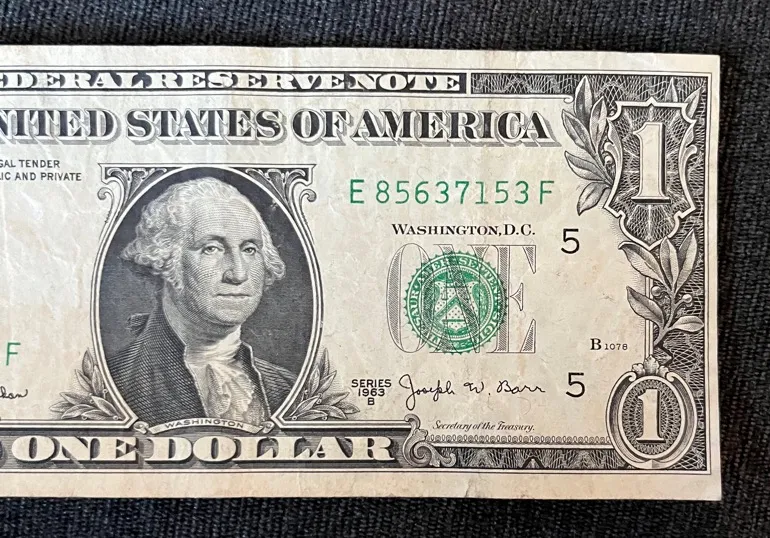 FEDERAL RESERVE NOTE
UNITED STATES OF AMERICA
1
GAL TENDER
LIC AND PRIVATE
E 85637153 F
WASHINGTON, D.C.
5
ONE
B 1078
F
SERIES
1963
B
Joseph W. Barr
5
Secretary of the Treasury.
WASHINGTON
ONE DOLLAR
1